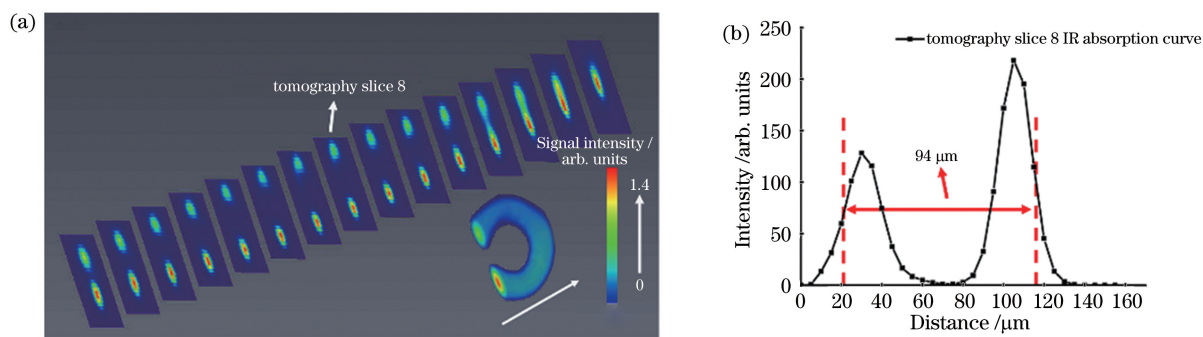 (a)
tomography slice 8
Signal intensity /
arb. units
1.4
0
(b)
Intensity /arb. units
250
200
150
100
50
0
tomography slice 8 IR absorption curve
94 μm
0 20 40 60 80 100 120 140 160
Distance /μm